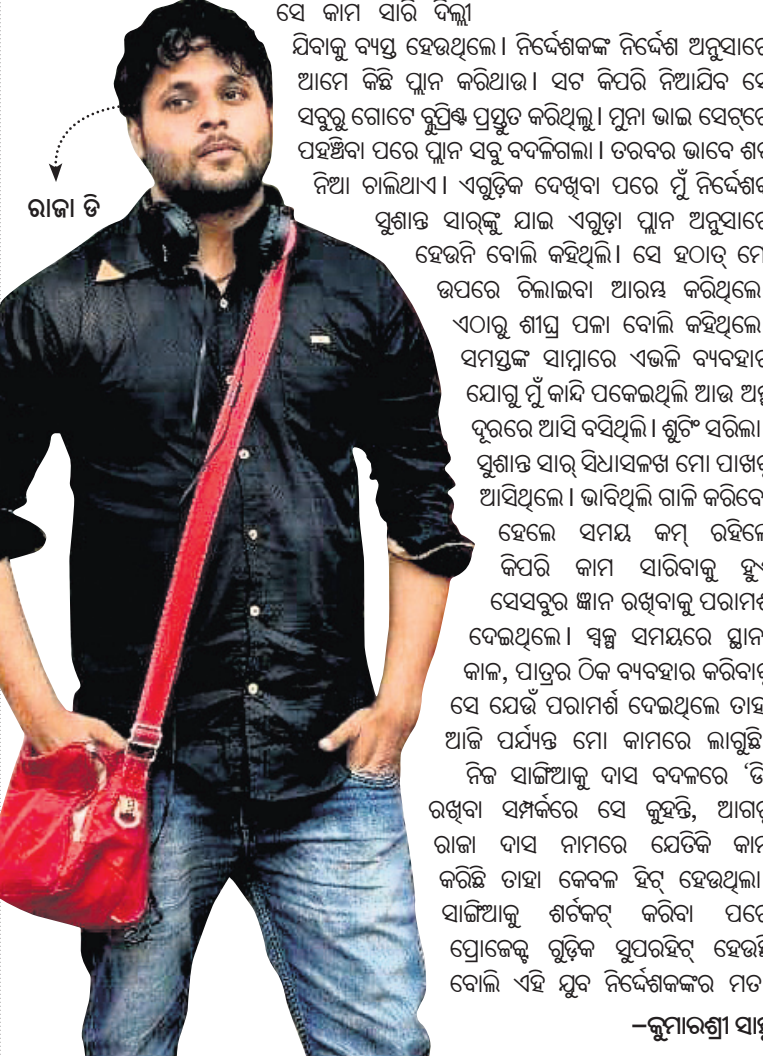 ସେ କାମ ସାରି ଦିଲ୍ଲୀ
ଯିବାକୁ ବ୍ୟସ୍ତ ହେଉଥିଲେ। ନିର୍ଦ୍ଦେଶକଙ୍କ ନିର୍ଦ୍ଦେଶ ଅନୁସାରେ
ଆମେ କିଛି ପ୍ଲାନ କରିଥାଉ। ସଟ କିପରି ନିଆଯିବ ସେ
ସବୁରୁ ଗୋଟେ ବ୍ଲୁପ୍ରିଣ୍ଟ ପ୍ରସ୍ତୁତ କରିଥିଲୁ। ମୁନା ଭାଇ ସେଟ୍‌ରେ
ପହଞ୍ଚିବା ପରେ ପ୍ଲାନ ସବୁ ବଦଳିଗଲା। ତରବର ଭାବେ
ନିଆ ଚାଲିଥାଏ। ଏଗୁଡ଼ିକ ଦେଖିବା ପରେ ମୁଁ ନିର୍ଦ୍ଦେଶକ
ରାଜା ଡି
ସୁଶାନ୍ତ ସାର୍‌ଙ୍କୁ ଯାଇ ଏଗୁଡ଼ା ପ୍ଲାନ ଅନୁସାରେ
ହେଉନି ବୋଲି କହିଥିଲି। ସେ ହଠାତ୍ ମୋ
ଉପରେ ଚିଲାଇବା ଆରମ୍ଭ କରିଥିଲେ
ଏଠାରୁ ଶୀଘ୍ର ପଳା ବୋଲି କହିଥିଲେ
ସମସ୍ତଙ୍କ ସାମ୍ନାରେ ଏଭଳି ବ୍ୟବହାର
ଯୋଗୁ ମୁଁ କାନ୍ଦି ପକେଇଥିଲି ଆଉ ଅଳ୍ପ
ଦୂରରେ ଆସି ବସିଥିଲି। ଶୁଟିଂ ସରିଲା
ସୁଶାନ୍ତ ସାର୍ ସିଧାସଳଖ ମୋ ପାଖକୁ
ଆସିଥିଲେ। ଭାବିଥିଲି ଗାଳି କରିବେ
ହେଲେ ସମୟ କମ୍ ରହିଲେ
କିପରି କାମ ସାରିବାକୁ ହୁଏ
ସେସବୁର ଜ୍ଞାନ ରଖିବାକୁ ପରାମର୍ଶ
ଦେଇଥିଲେ। ସ୍ୱଳ୍ପ ସମୟରେ ସ୍ଥାନ
କାଳ, ପାତ୍ରର ଠିକ ବ୍ୟବହାର କରିବାକୁ
ସେ ଯେଉଁ ପରାମର୍ଶ ଦେଇଥିଲେ ତାହା
ଆଜି ପର୍ଯ୍ୟନ୍ତ ମୋ କାମରେ ଲାଗୁଛି
ନିଜ ସାଙ୍ଗିଆକୁ ଦାସ ବଦଳରେ ‘ଡି
ରଖିବା ସମ୍ପର୍କରେ ସେ କୁହନ୍ତି, ଆଗରୁ
ରାଜା ଦାସ ନାମରେ ଯେତିକି କାମ
କରିଛି ତାହା କେବଳ ହିଟ୍ ହେଉଥିଲା
ସାଙ୍ଗିଆକୁ ଶର୍ଟକଟ୍ କରିବା ପରେ
ପ୍ରୋଜେକ୍ଟ ଗୁଡ଼ିକ ସୁପରହିଟ୍ ହେଉଛି
ବୋଲି ଏହି ଯୁବ ନିର୍ଦ୍ଦେଶକଙ୍କର ମତ
–କୁମାରଶ୍ରୀ ସାହୁ